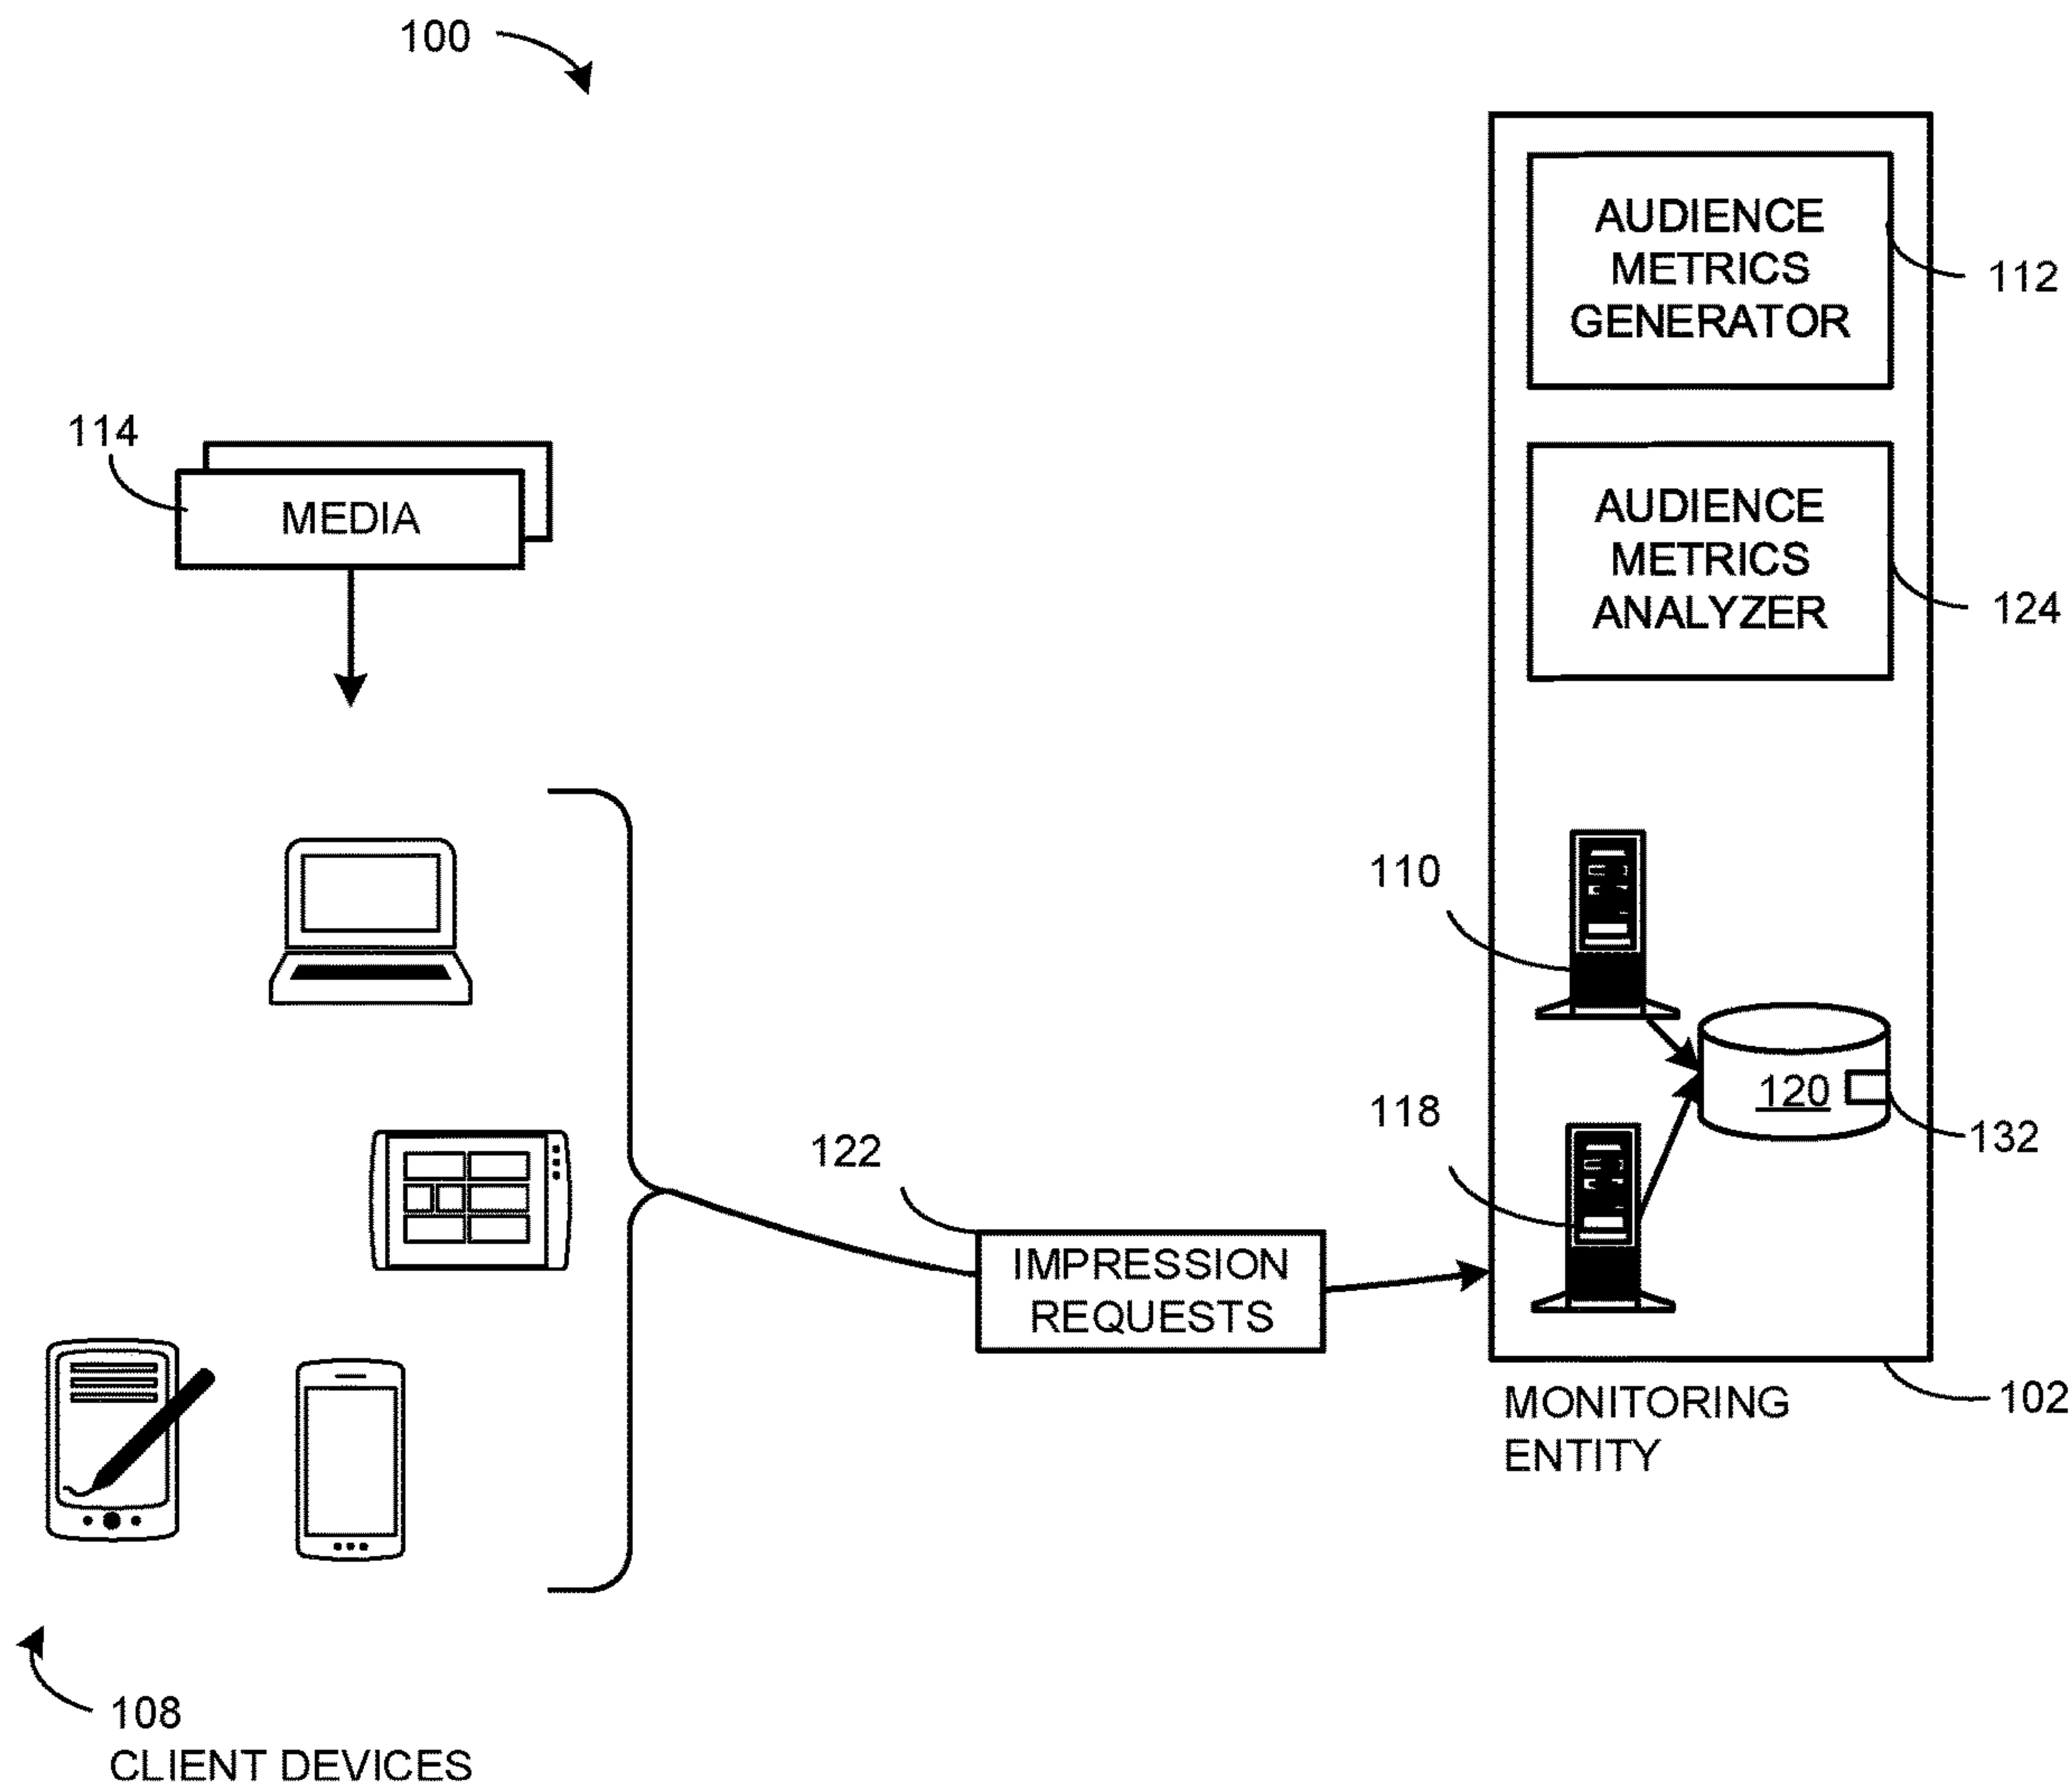 100
AUDIENCE
METRICS
GENERATOR
112
114
MEDIA
AUDIENCE
METRICS
ANALYZER
124
110
120
118
132
122
IMPRESSION
REQUESTS
MONITORING
ENTITY
102
108
CLIENT DEVICES